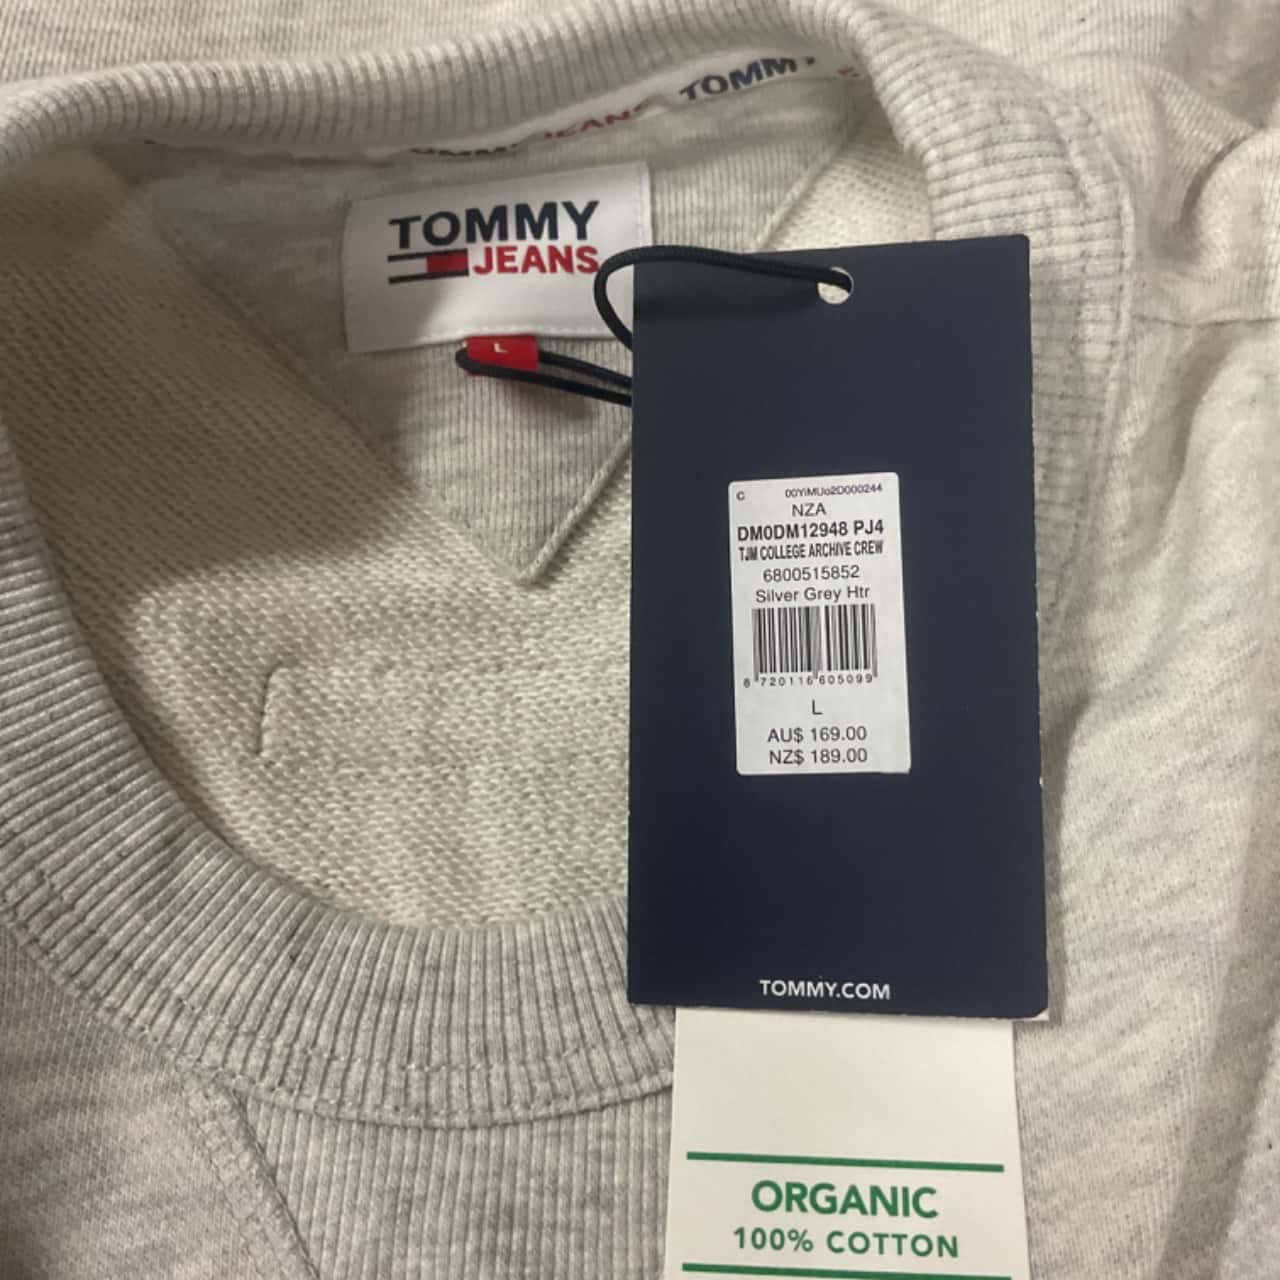 TOMMY
JEANS
TOMMY
JEANS
L
C 00YiMUo2D000244
NZA
DM0DM12948 PJ4
TJM COLLEGE ARCHIVE CREW
6800515852
Silver Grey Htr
8 720116 605099
L
AU$ 169.00
NZ$ 189.00
TOMMY.COM
ORGANIC
100% COTTON